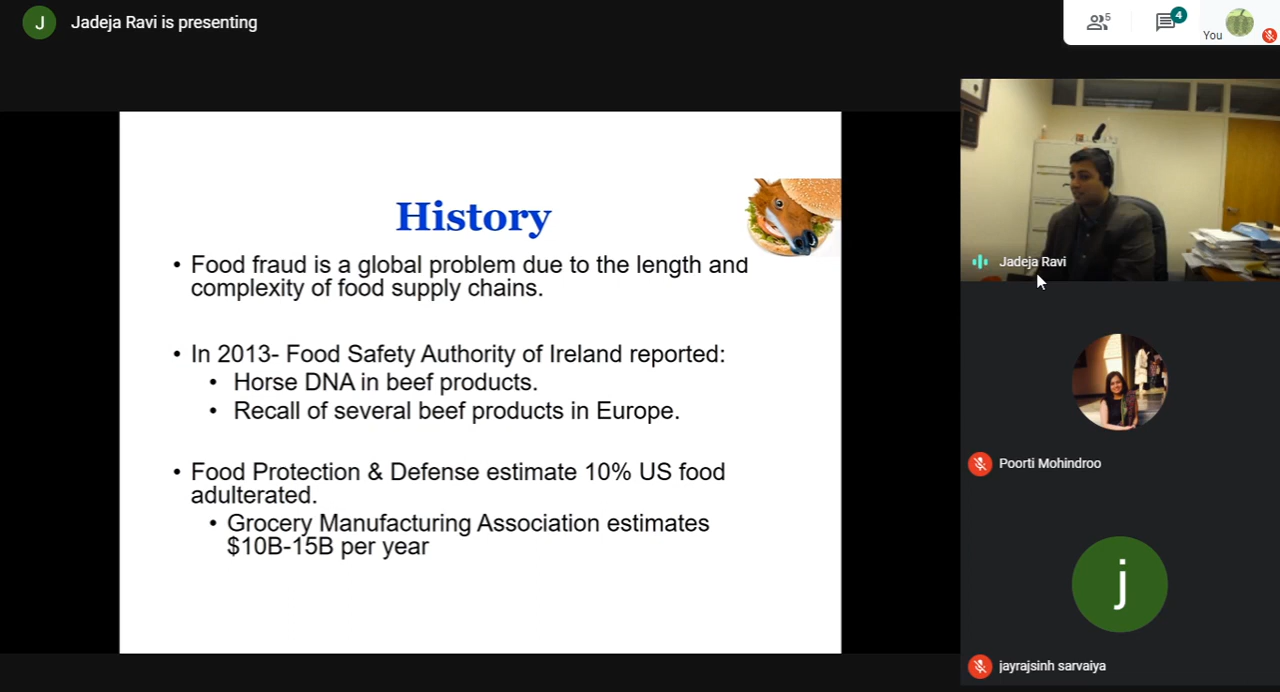 J
Jadeja Ravi is presenting
5
4
You
History
• Food fraud is a global problem due to the length and
complexity of food supply chains.
• In 2013- Food Safety Authority of Ireland reported:
• Horse DNA in beef products.
• Recall of several beef products in Europe.
• Food Protection & Defense estimate 10% US food
adulterated.
• Grocery Manufacturing Association estimates
$10B-15B per year
Jadeja Ravi
Poorti Mohindroo
j
jayrajsinh sarvaiya